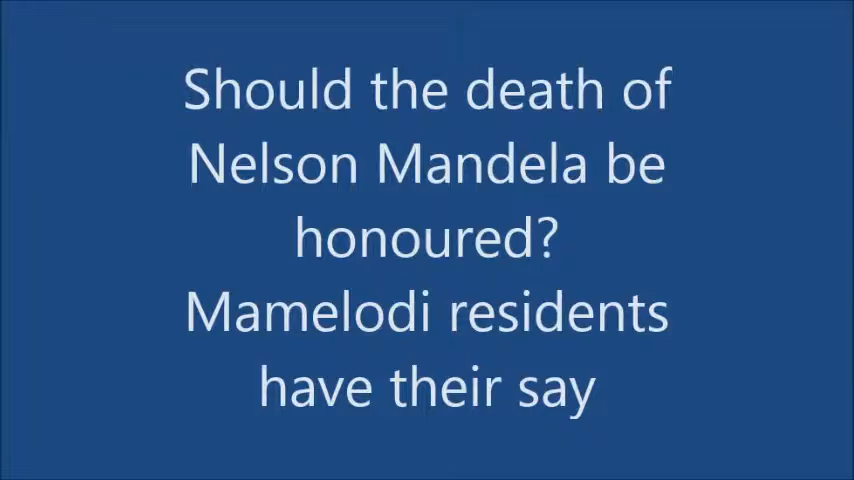 Should the death of
Nelson Mandela be
honoured?
Mamelodi residents
have their say